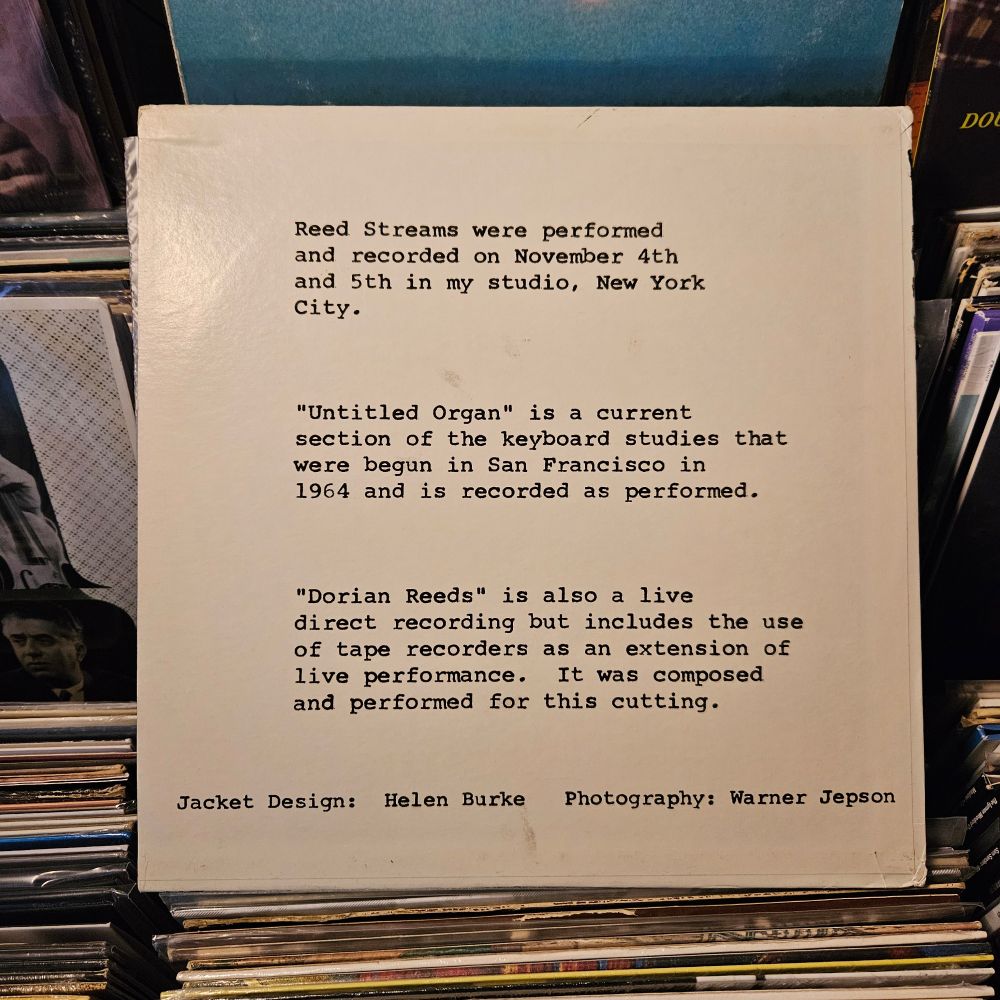 Reed Streams were performed
and recorded on November 4th
and 5th in my studio, New York
City.
"Untitled Organ" is a current
section of the keyboard studies that
were begun in San Francisco in
1964 and is recorded as performed.
"Dorian Reeds" is also a live
direct recording but includes the use
of tape recorders as an extension of
live performance.  It was composed
and performed for this cutting.
Jacket Design:  Helen Burke   Photography: Warner Jepson
DOU